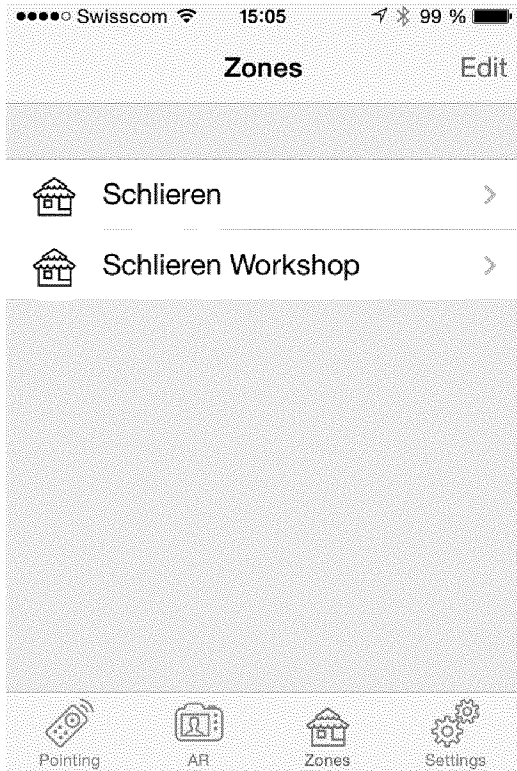 Swisscom 15:05 99 %
Zones Edit
Schlieren
Schlieren Workshop
Pointing AR Zones Settings